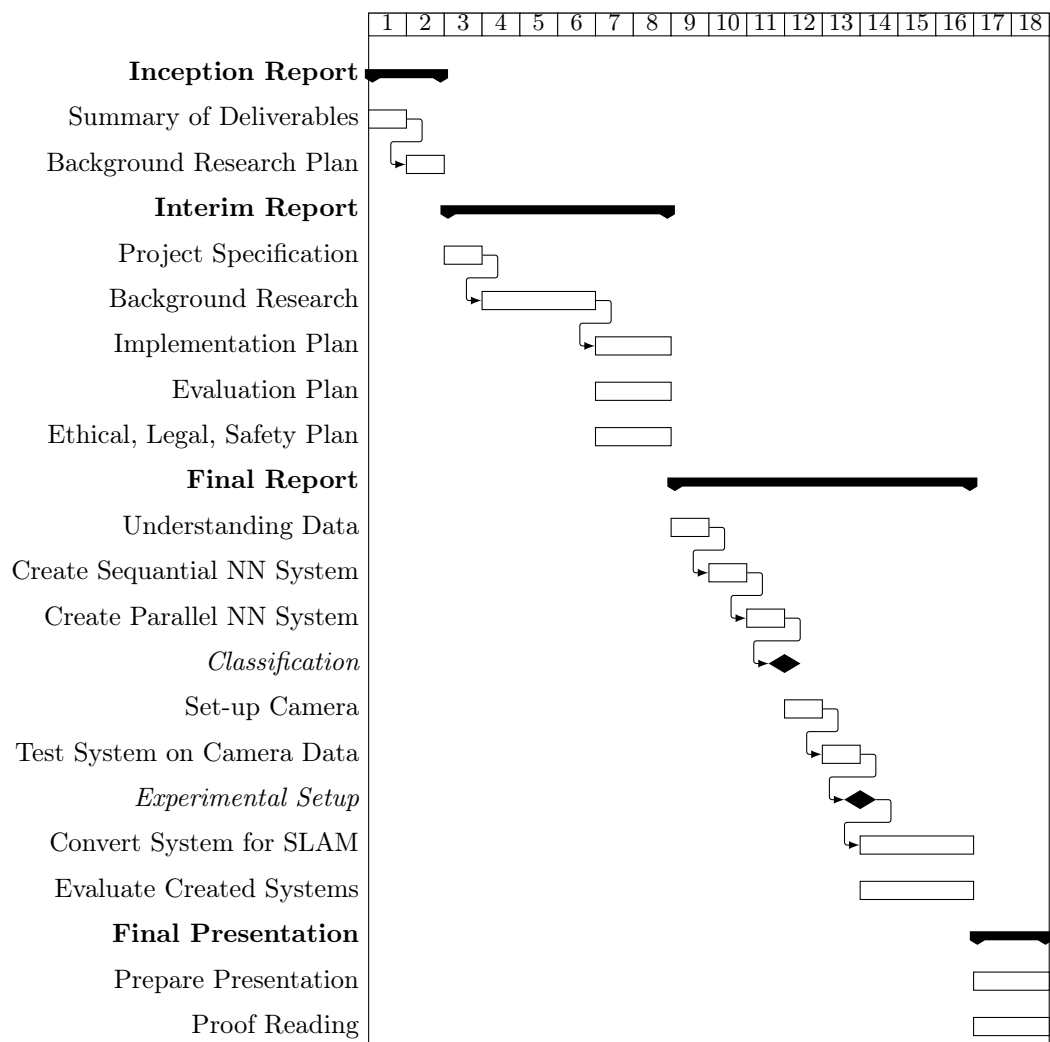 1 2 3 4 5 6 7 8 9 10 11 12 13 14 15 16 17 18
Inception Report
Summary of Deliverables
Background Research Plan
Interim Report
Project Specification
Background Research
Implementation Plan
Evaluation Plan
Ethical, Legal, Safety Plan
Final Report
Understanding Data
Create Sequantial NN System
Create Parallel NN System
Classification
Set-up Camera
Test System on Camera Data
Experimental Setup
Convert System for SLAM
Evaluate Created Systems
Final Presentation
Prepare Presentation
Proof Reading